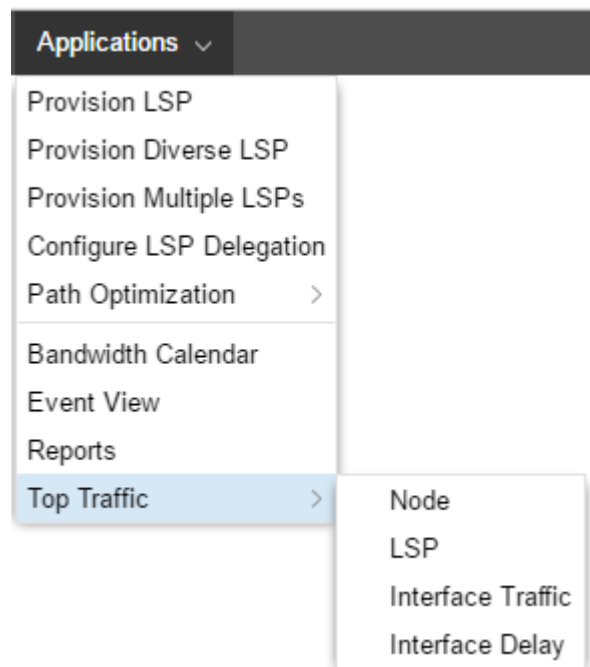 Applications
Provision LSP
Provision Diverse LSP
Provision Multiple LSPs
Configure LSP Delegation
Path Optimization
Bandwidth Calendar
Event View
Reports
Top Traffic
Node
LSP
Interface Traffic
Interface Delay